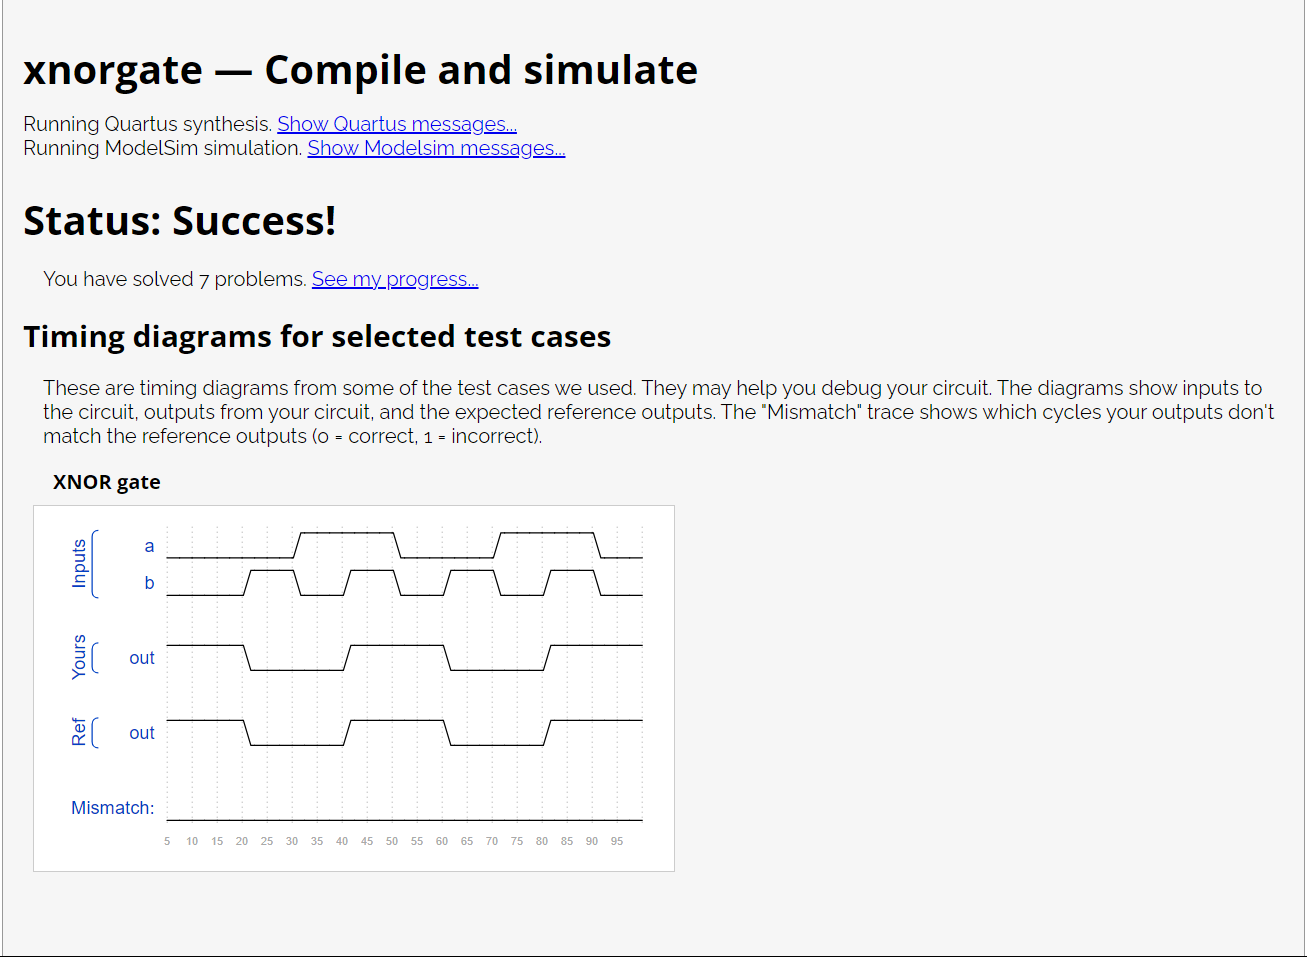 xnorgate — Compile and simulate
Running Quartus synthesis. Show Quartus messages...
Running ModelSim simulation. Show Modelsim messages...
Status: Success!
You have solved 7 problems. See my progress...
Timing diagrams for selected test cases
These are timing diagrams from some of the test cases we used. They may help you debug your circuit. The diagrams show inputs to
the circuit, outputs from your circuit, and the expected reference outputs. The "Mismatch" trace shows which cycles your outputs don't
match the reference outputs (0 = correct, 1 = incorrect).
XNOR gate
Inputs
a
b
Yours
out
Ref
out
Mismatch:
5 10 15 20 25 30 35 40 45 50 55 60 65 70 75 80 85 90 95